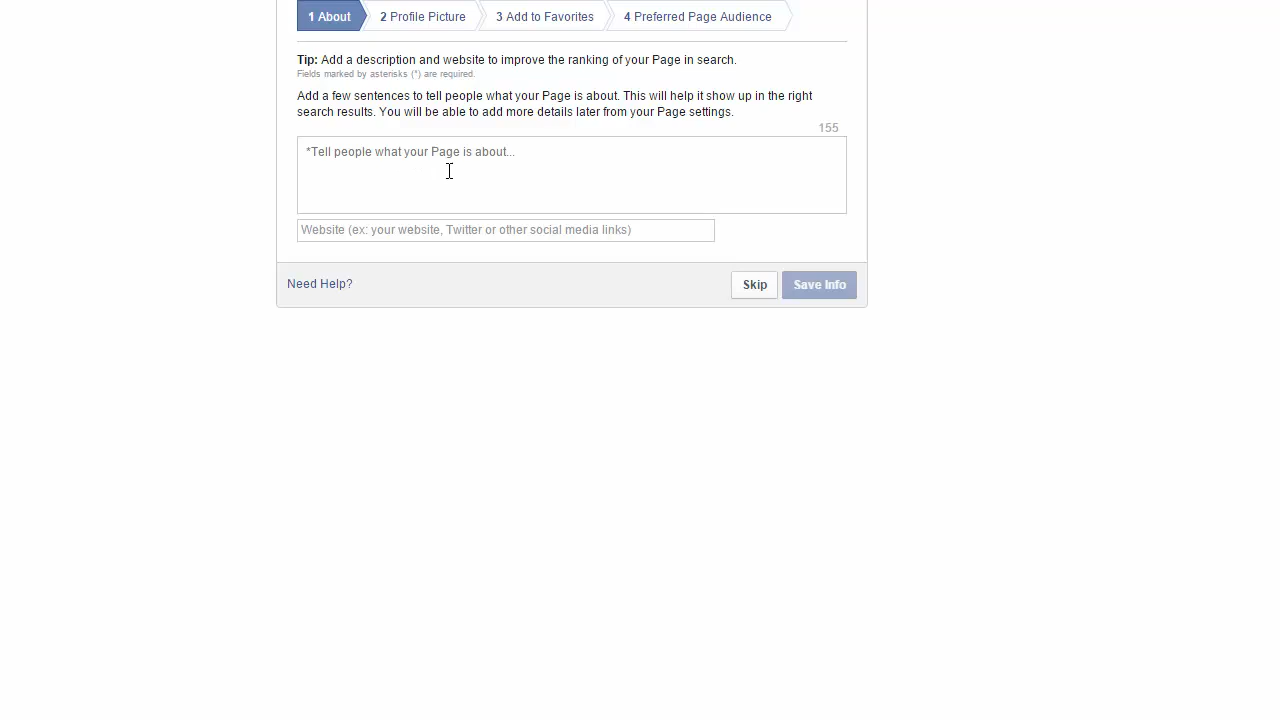 1 About 2 Profile Picture 3 Add to Favorites 4 Preferred Page Audience
Tip: Add a description and website to improve the ranking of your Page in search.
Fields marked by asterisks (*) are required.
Add a few sentences to tell people what your Page is about. This will help it show up in the right
search results. You will be able to add more details later from your Page settings.
155
*Tell people what your Page is about...
Website (ex: your website, Twitter or other social media links)
Need Help? Skip Save Info